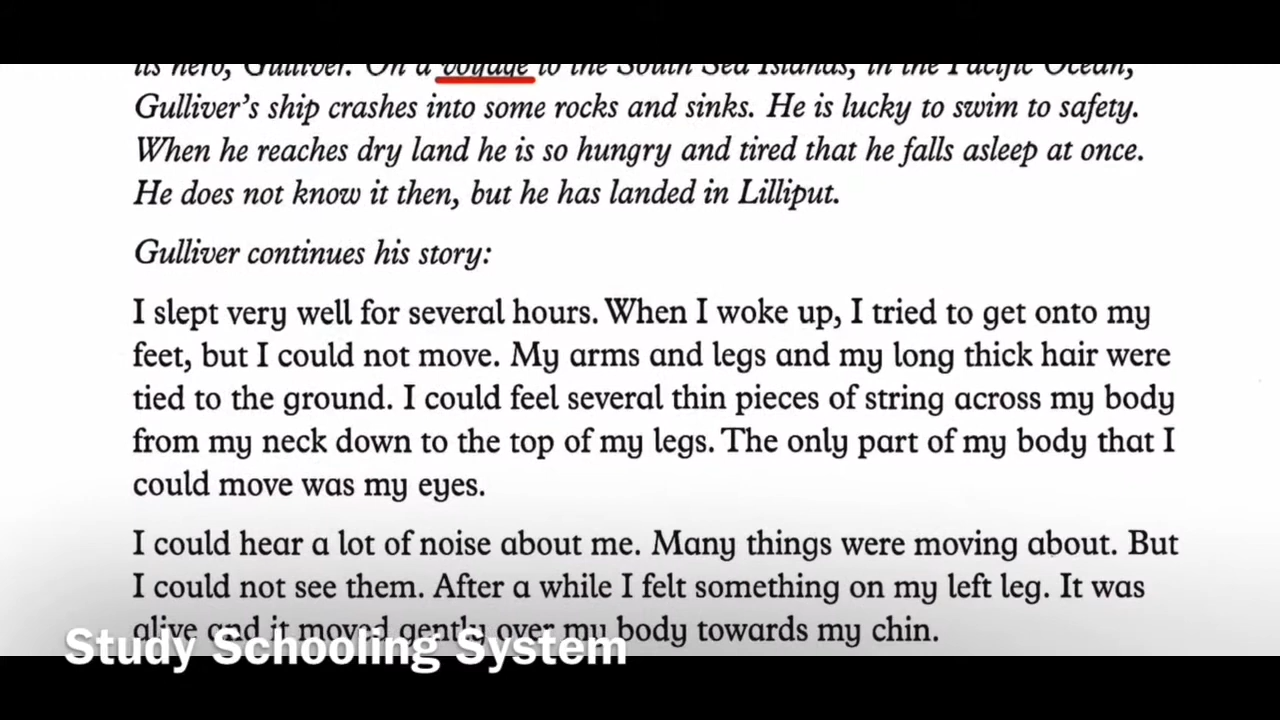 its hero, Gulliver. On a voyage to the South Sea Islands, in the Pacific Ocean,
Gulliver's ship crashes into some rocks and sinks. He is lucky to swim to safety.
When he reaches dry land he is so hungry and tired that he falls asleep at once.
He does not know it then, but he has landed in Lilliput.
Gulliver continues his story:
I slept very well for several hours. When I woke up, I tried to get onto my
feet, but I could not move. My arms and legs and my long thick hair were
tied to the ground. I could feel several thin pieces of string across my body
from my neck down to the top of my legs. The only part of my body that I
could move was my eyes.
I could hear a lot of noise about me. Many things were moving about. But
I could not see them. After a while I felt something on my left leg. It was
alive and it moved gently over my body towards my chin.
Study Schooling System